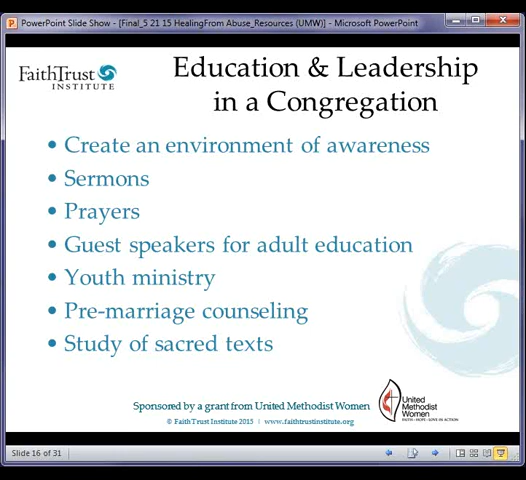 PowerPoint Slide Show - [Final_5 21 15 HealingFrom Abuse_Resources (UMW)] - Microsoft PowerPoint
FaithTrust
INSTITUTE
Education & Leadership
in a Congregation
• Create an environment of awareness
• Sermons
• Prayers
• Guest speakers for adult education
• Youth ministry
• Pre-marriage counseling
• Study of sacred texts
Sponsored by a grant from United Methodist Women
© FaithTrust Institute 2015 | www.faithtrustinstitute.org
United
Methodist
Women
FAITH • HOPE • LOVE IN ACTION
Slide 16 of 31